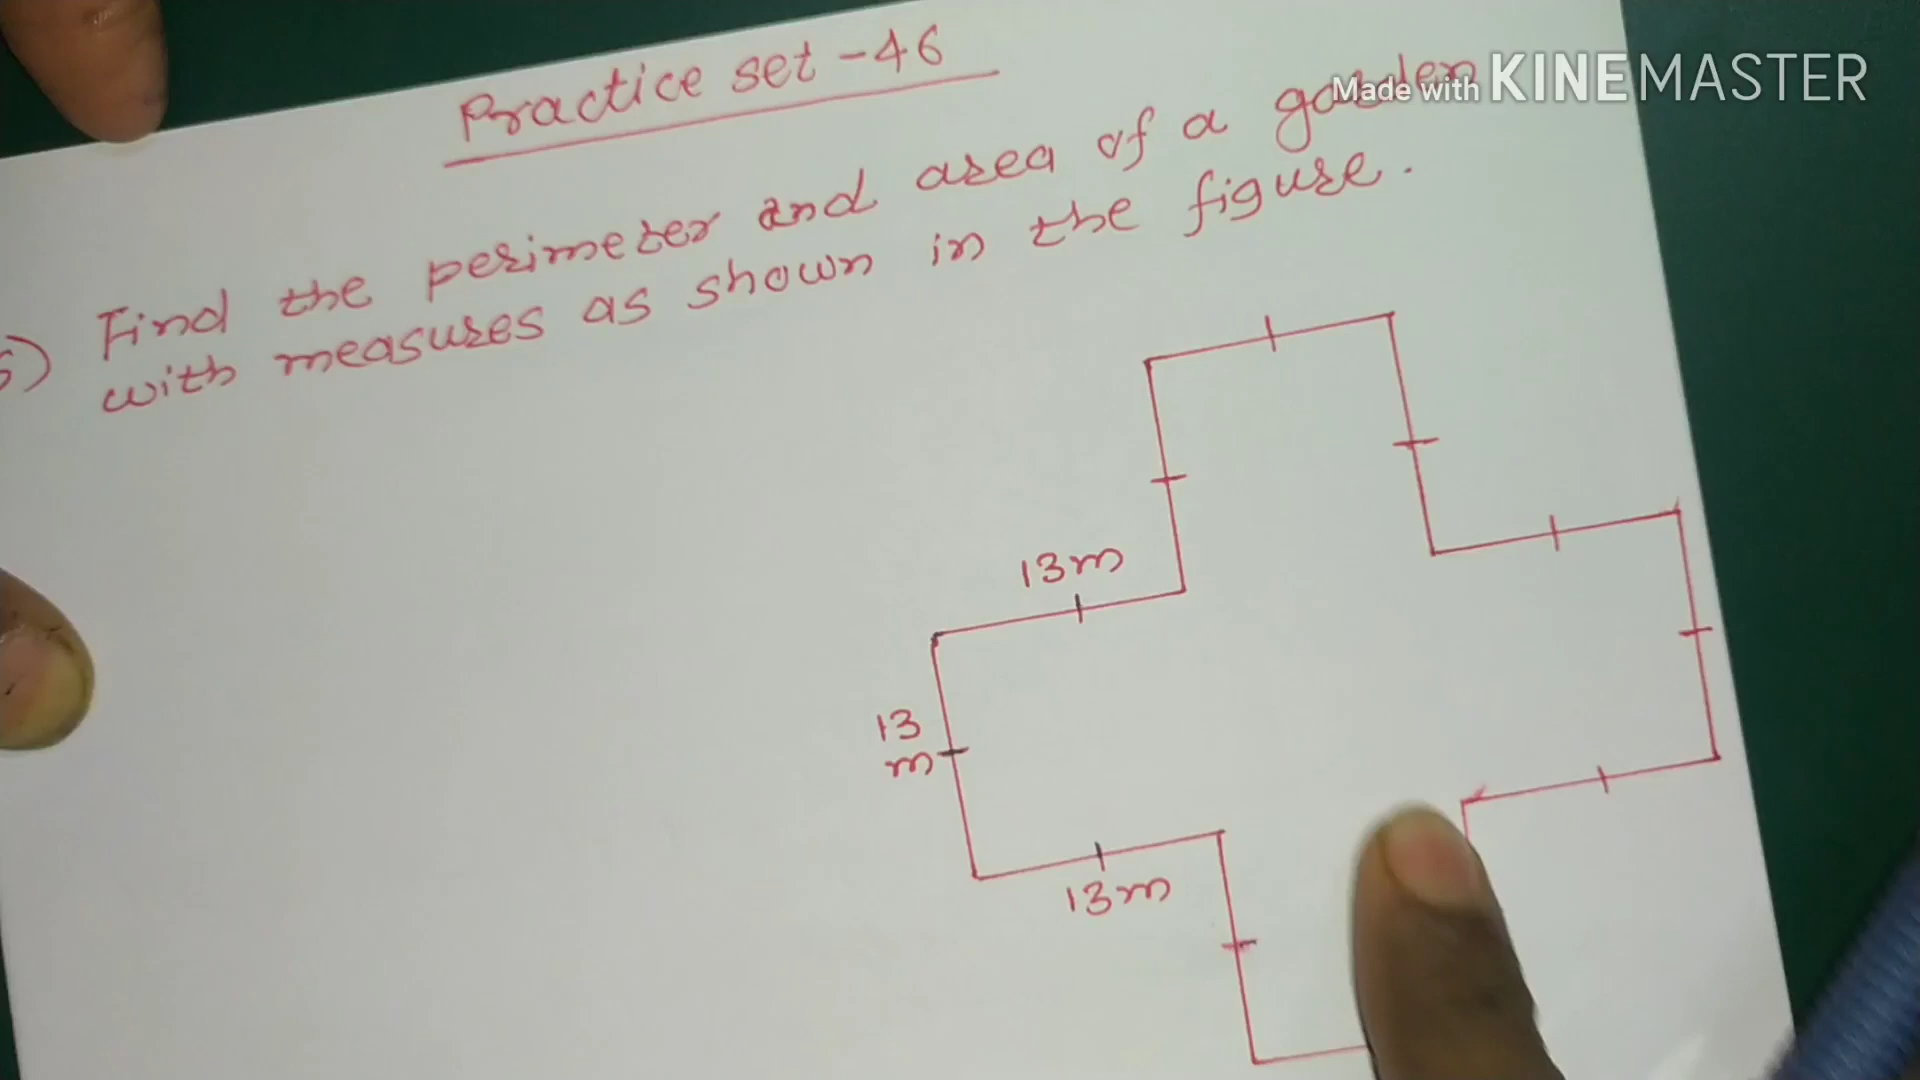 Practice set - 46
Made with KINEMASTER
5) Find the perimeter and area of a garden
with measures as shown in the figure.
13m
13
m
13m